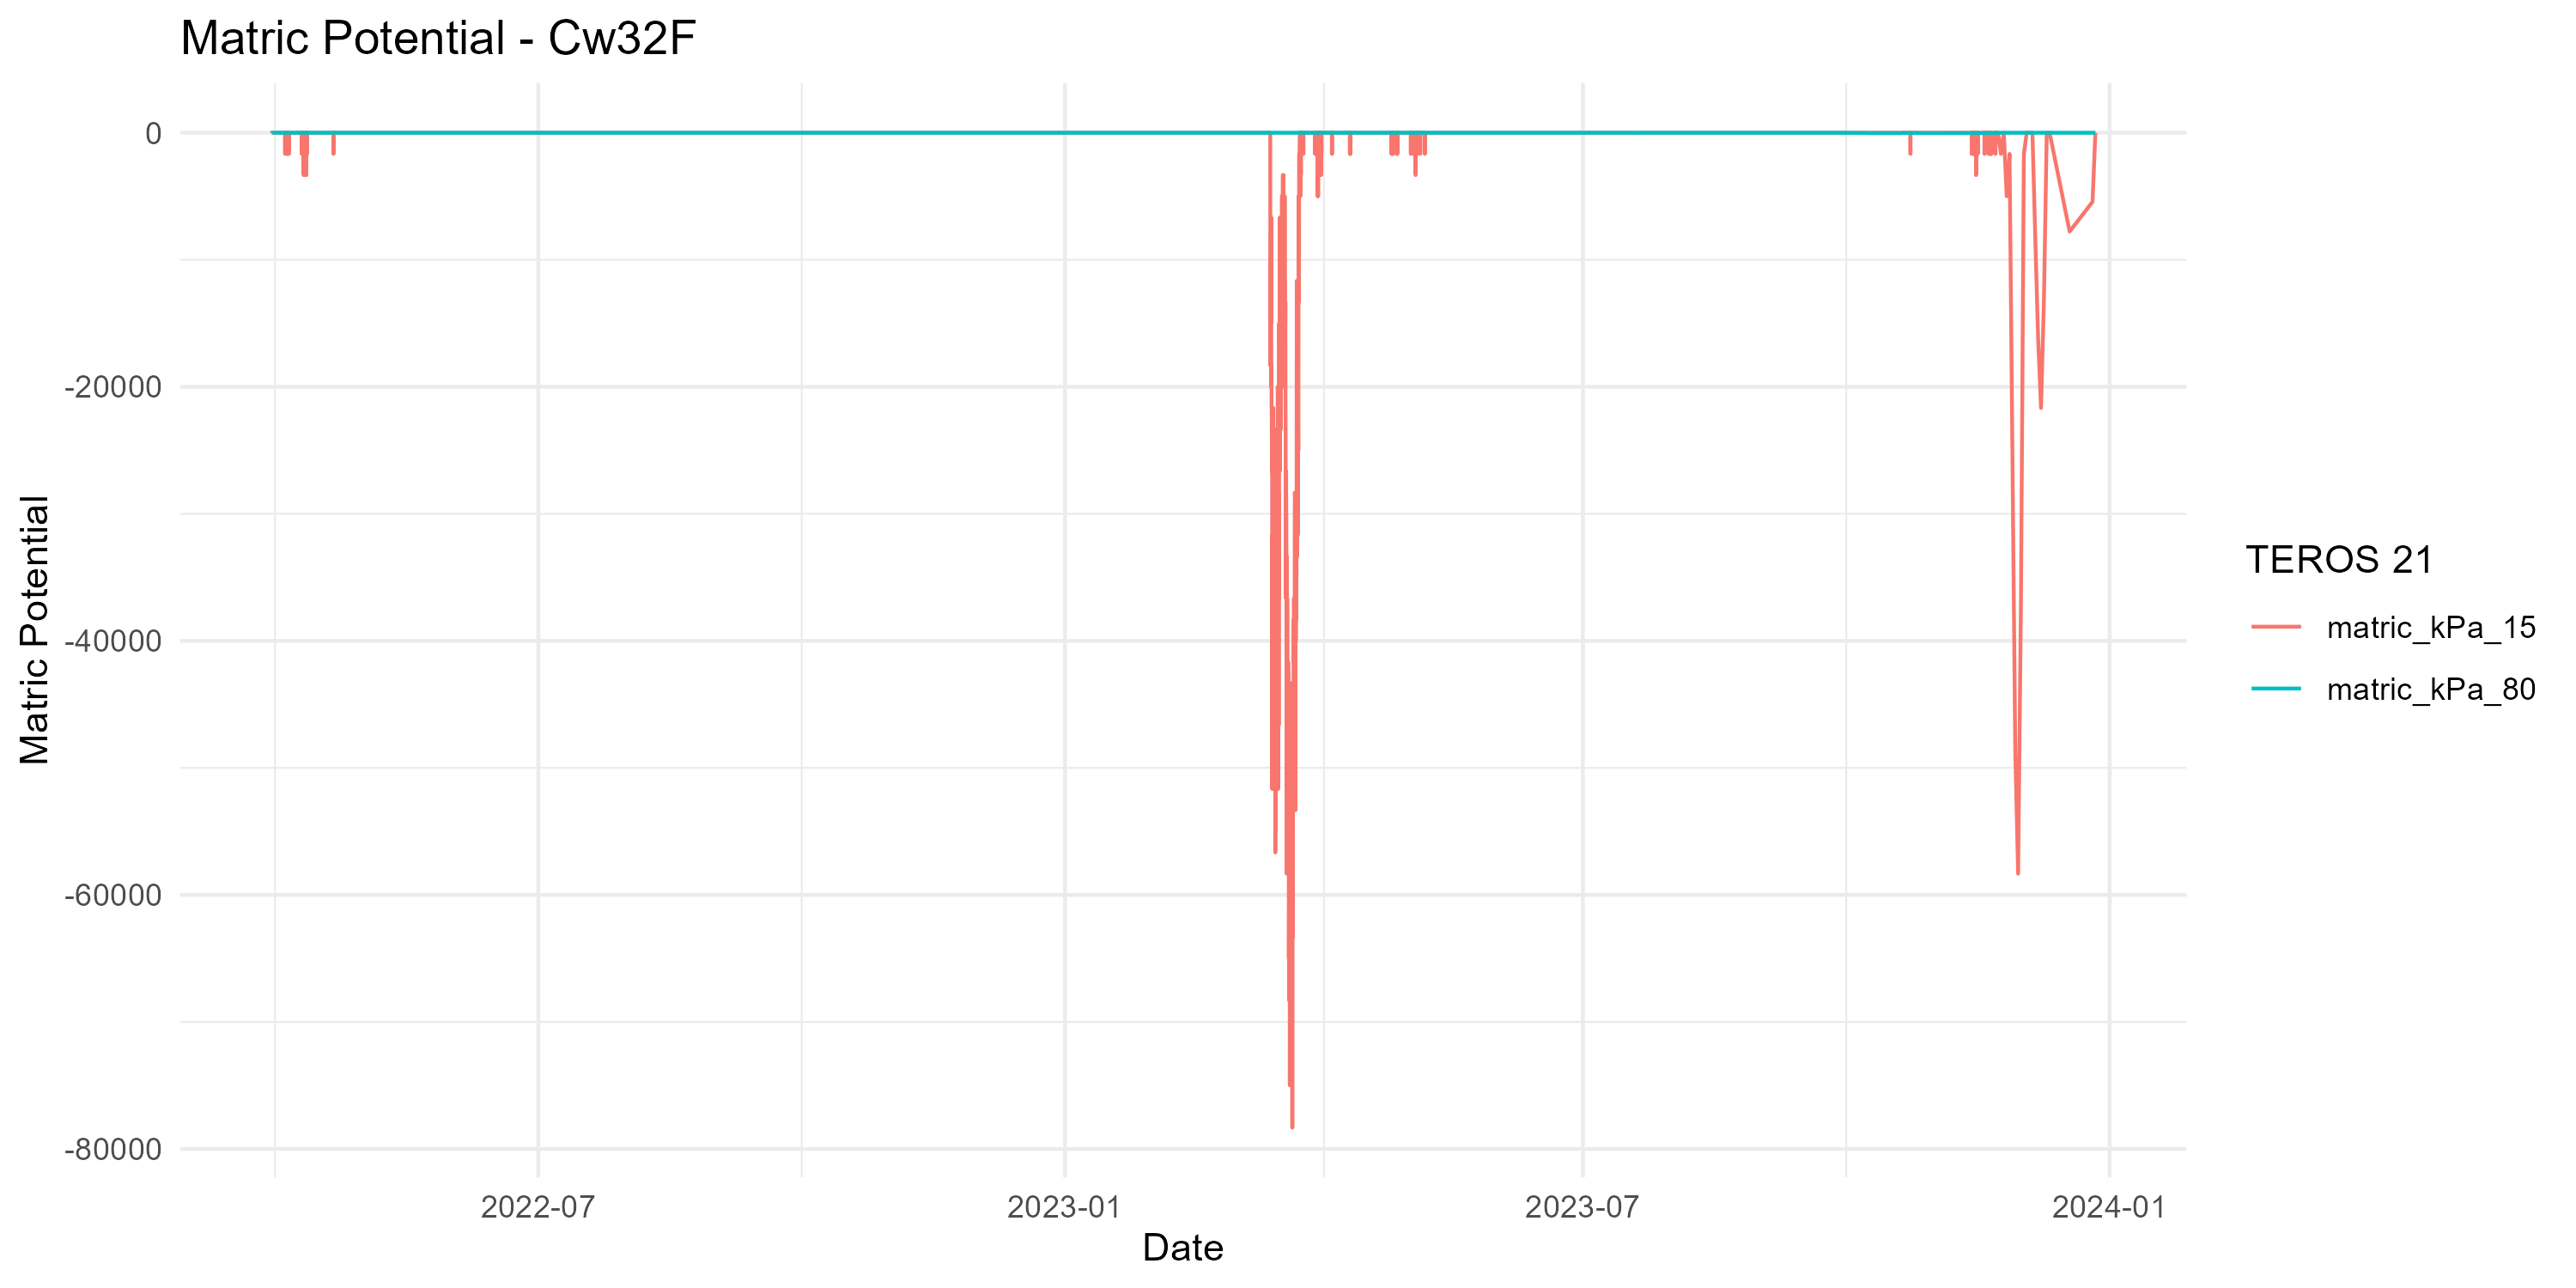 Matric Potential - Cw32F
0
-20000
-40000
-60000
-80000
Matric Potential
2022-07
2023-01
2023-07
2024-01
Date
TEROS 21
matric_kPa_15
matric_kPa_80